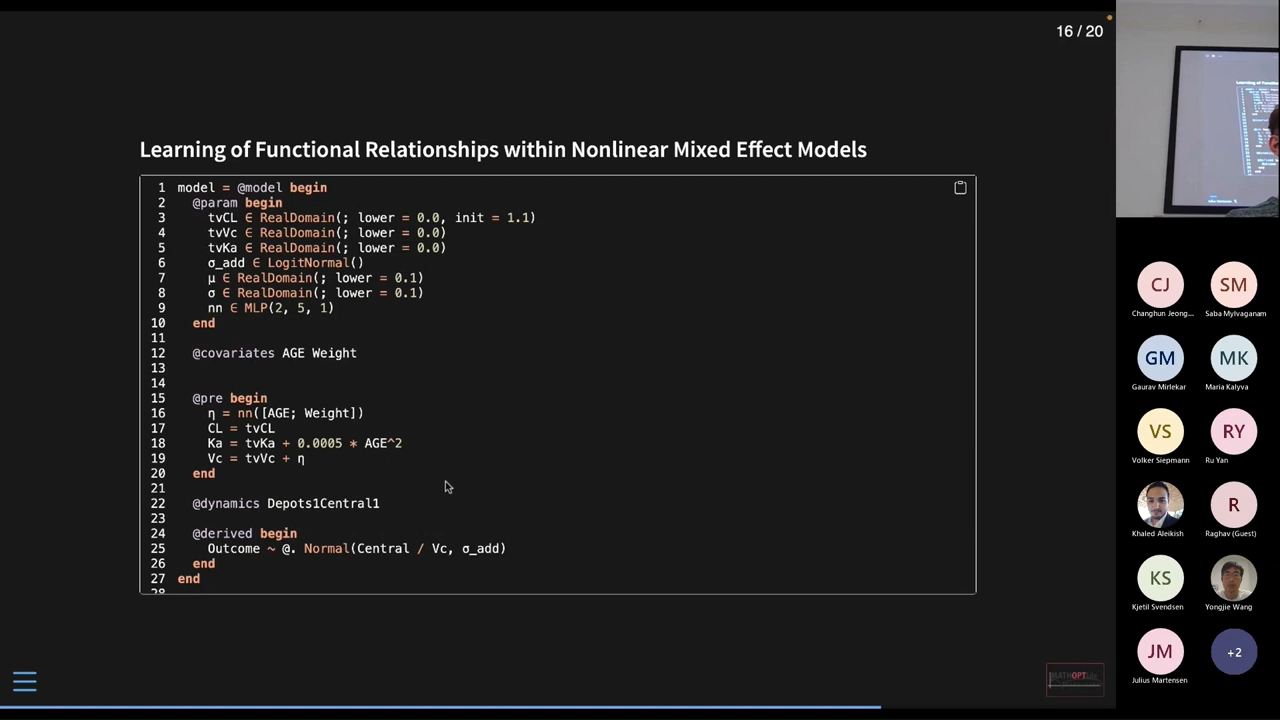 16 / 20
Learning of Functional Relationships within Nonlinear Mixed Effect Models
1 model = @model begin
2 @param begin
3 tvCL ∈ RealDomain(; lower = 0.0, init = 1.1)
4 tvVc ∈ RealDomain(; lower = 0.0)
5 tvKa ∈ RealDomain(; lower = 0.0)
6 σ_add ∈ LogitNormal()
7 μ ∈ RealDomain(; lower = 0.1)
8 σ ∈ RealDomain(; lower = 0.1)
9 nn ∈ MLP(2, 5, 1)
10 end
11
12 @covariates AGE Weight
13
14
15 @pre begin
16 η = nn([AGE; Weight])
17 CL = tvCL
18 Ka = tvKa + 0.0005 * AGE^2
19 Vc = tvVc + η
20 end
21
22 @dynamics Depots1Central1
23
24 @derived begin
25 Outcome ~ @. Normal(Central / Vc, σ_add)
26 end
27 end
28
MATHOPT
CJ
Changhun Jeong...
SM
Saba Mylvaganam
GM
Gaurav Mirlekar
MK
Maria Kalyva
VS
Volker Siepmann
RY
Ru Yan
Khaled Aleikish
R
Raghav (Guest)
KS
Kjetil Svendsen
Yongjie Wang
JM
Julius Martensen
+2